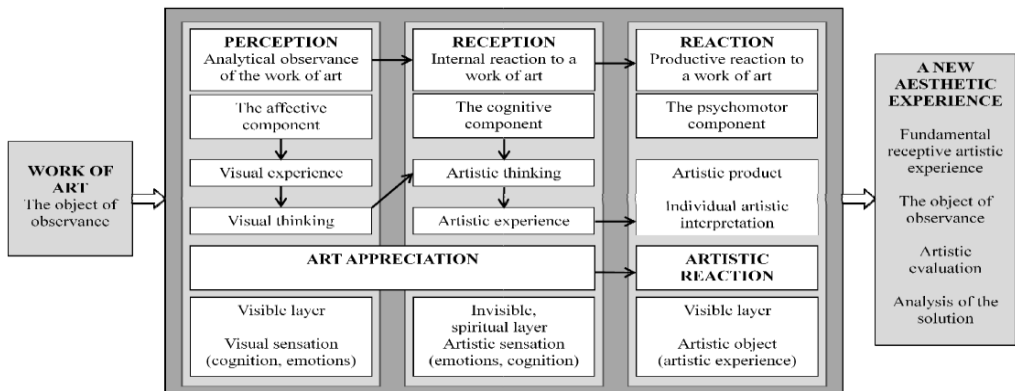 WORK OF
ART
The object of
observance
PERCEPTION
Analytical observance
of the work of art
The affective
component
Visual experience
Visual thinking
RECEPTION
Internal reaction to a
work of art
The cognitive
component
Artistic thinking
Artistic experience
REACTION
Productive reaction to
a work of art
The psychomotor
component
Artistic product
Individual artistic
interpretation
ART APPRECIATION
ARTISTIC
REACTION
Visible layer
Visual sensation
(cognition, emotions)
Invisible,
spiritual layer
Artistic sensation
(emotions, cognition)
Visible layer
Artistic object
(artistic experience)
A NEW
AESTHETIC
EXPERIENCE
Fundamental
receptive artistic
experience
The object of
observance
Artistic
evaluation
Analysis of the
solution